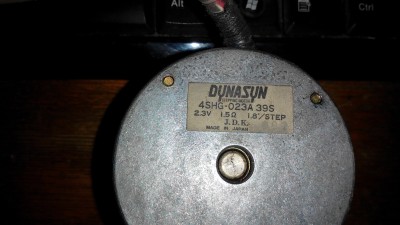 Alt
Ctrl
DYNASYN
4SHG-023A 39S
2.3V 1.5Ω 1.8°/STEP
J.D.K.
MADE IN JAPAN